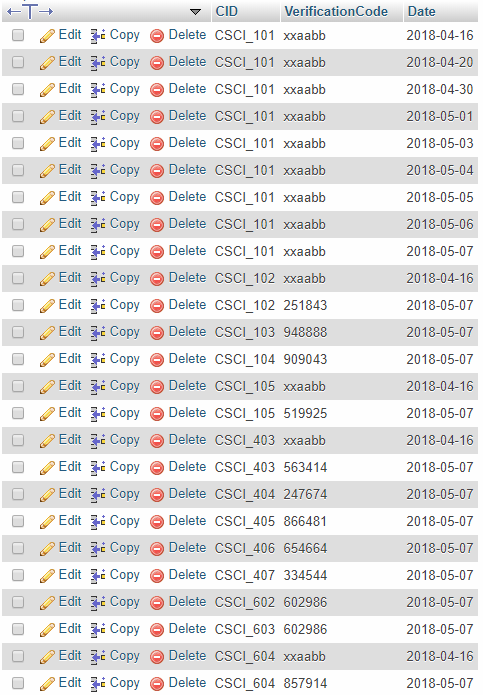 CID VerificationCode Date
Edit Copy Delete CSCI_101 xxaabb 2018-04-16
Edit Copy Delete CSCI_101 xxaabb 2018-04-20
Edit Copy Delete CSCI_101 xxaabb 2018-04-30
Edit Copy Delete CSCI_101 xxaabb 2018-05-01
Edit Copy Delete CSCI_101 xxaabb 2018-05-03
Edit Copy Delete CSCI_101 xxaabb 2018-05-04
Edit Copy Delete CSCI_101 xxaabb 2018-05-05
Edit Copy Delete CSCI_101 xxaabb 2018-05-06
Edit Copy Delete CSCI_101 xxaabb 2018-05-07
Edit Copy Delete CSCI_102 xxaabb 2018-04-16
Edit Copy Delete CSCI_102 251843 2018-05-07
Edit Copy Delete CSCI_103 948888 2018-05-07
Edit Copy Delete CSCI_104 909043 2018-05-07
Edit Copy Delete CSCI_105 xxaabb 2018-04-16
Edit Copy Delete CSCI_105 519925 2018-05-07
Edit Copy Delete CSCI_403 xxaabb 2018-04-16
Edit Copy Delete CSCI_403 563414 2018-05-07
Edit Copy Delete CSCI_404 247674 2018-05-07
Edit Copy Delete CSCI_405 866481 2018-05-07
Edit Copy Delete CSCI_406 654664 2018-05-07
Edit Copy Delete CSCI_407 334544 2018-05-07
Edit Copy Delete CSCI_602 602986 2018-05-07
Edit Copy Delete CSCI_603 602986 2018-05-07
Edit Copy Delete CSCI_604 xxaabb 2018-04-16
Edit Copy Delete CSCI_604 857914 2018-05-07